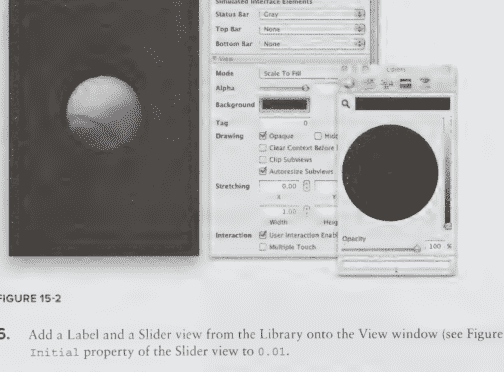 Simulated Interface Elements
Status Bar Gray
Top Bar None
Bottom Bar None
View
Mode Scale To Fill
Alpha
Background
Tag 0
Drawing Opaque
Clear Context Before
Clip Subviews
Autoresize Subviews
Stretching 0.00
X Y
1.00
Width
Interaction User Interaction
Multiple Touch
Colors
Opacity
100 %
FIGURE 15-2
6. Add a Label and a Slider view from the Library onto the View window (see Figure
Initial property of the Slider view to 0.01.